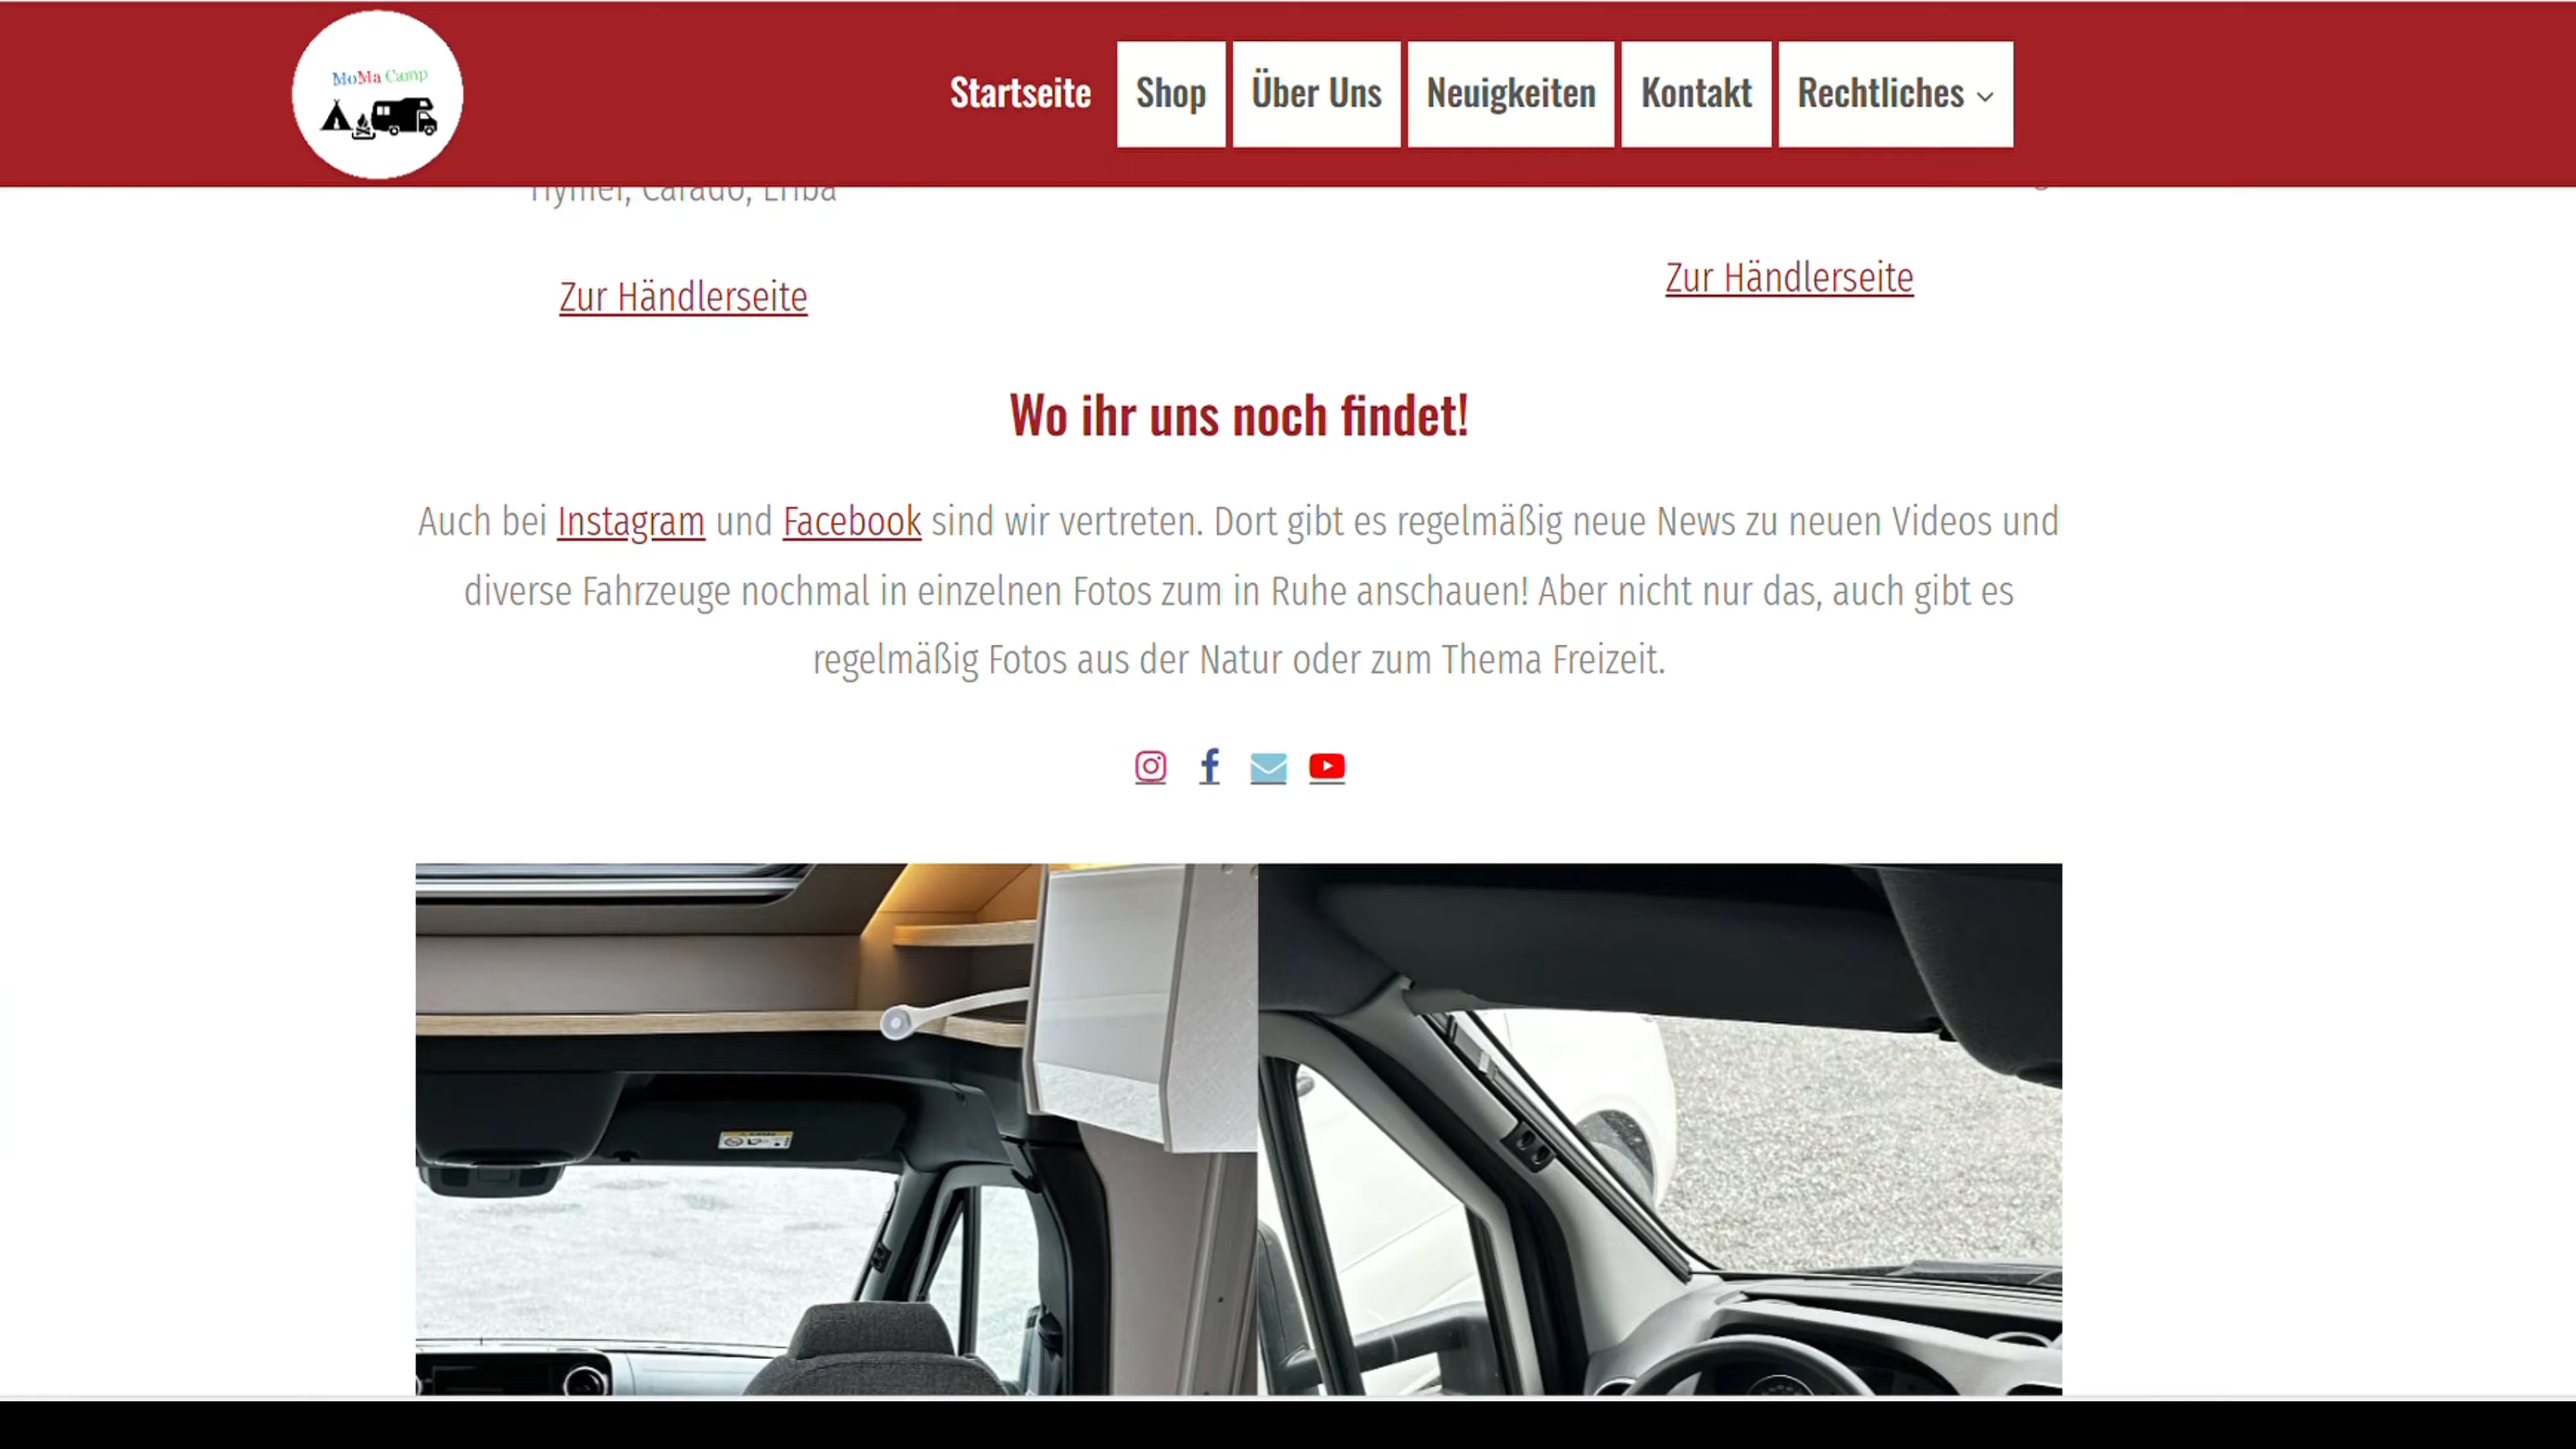 MoMa Camp
Startseite Shop Über Uns Neuigkeiten Kontakt Rechtliches
Hymer, Carado, Eriba
Zur Händlerseite
Zur Händlerseite
Wo ihr uns noch findet!
Auch bei Instagram und Facebook sind wir vertreten. Dort gibt es regelmäßig neue News zu neuen Videos und
diverse Fahrzeuge nochmal in einzelnen Fotos zum in Ruhe anschauen! Aber nicht nur das, auch gibt es
regelmäßig Fotos aus der Natur oder zum Thema Freizeit.